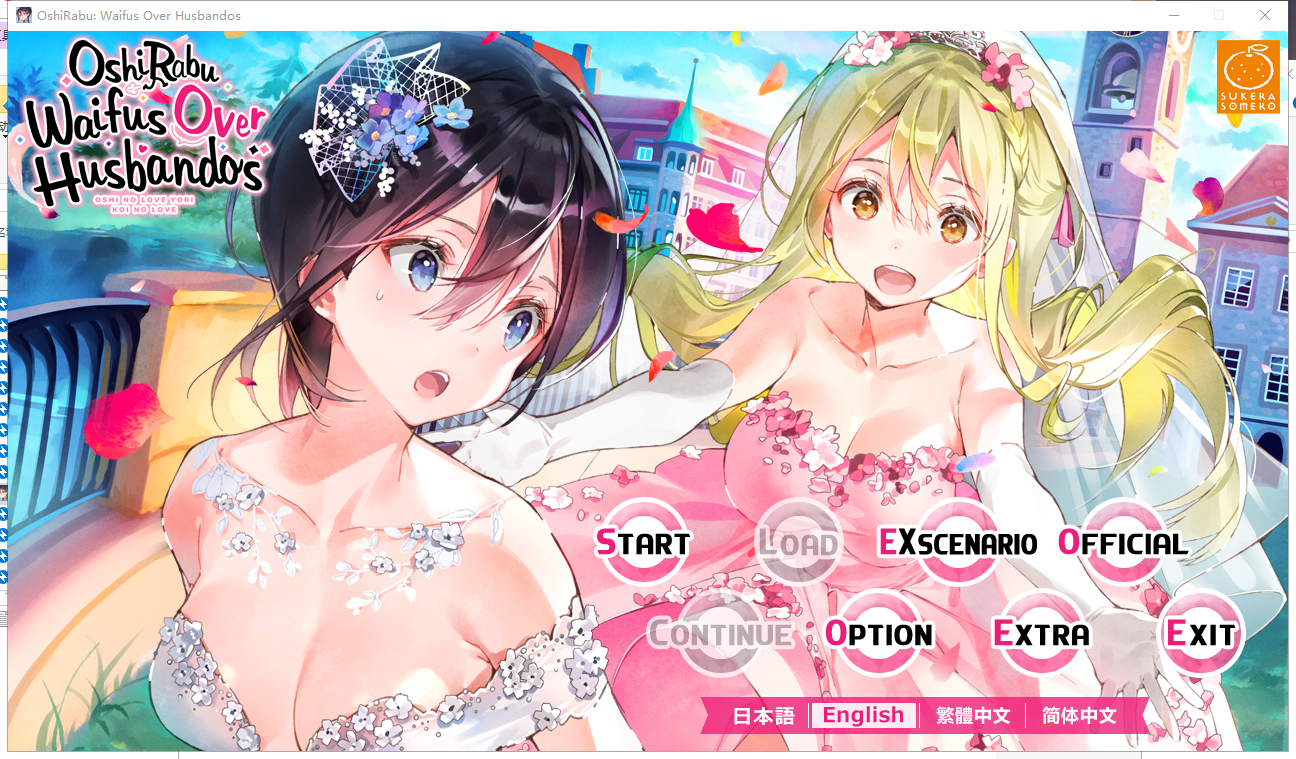 OshiRabu: Waifus Over Husbandos
OshiRabu
Waifus Over
Husbandos
OSHI NO LOVE YORI
KOI NO LOVE
SUKERA
SOMERO
START LOAD EXSCENARIO OFFICIAL
CONTINUE OPTION EXTRA EXIT
日本語 English 繁體中文 简体中文